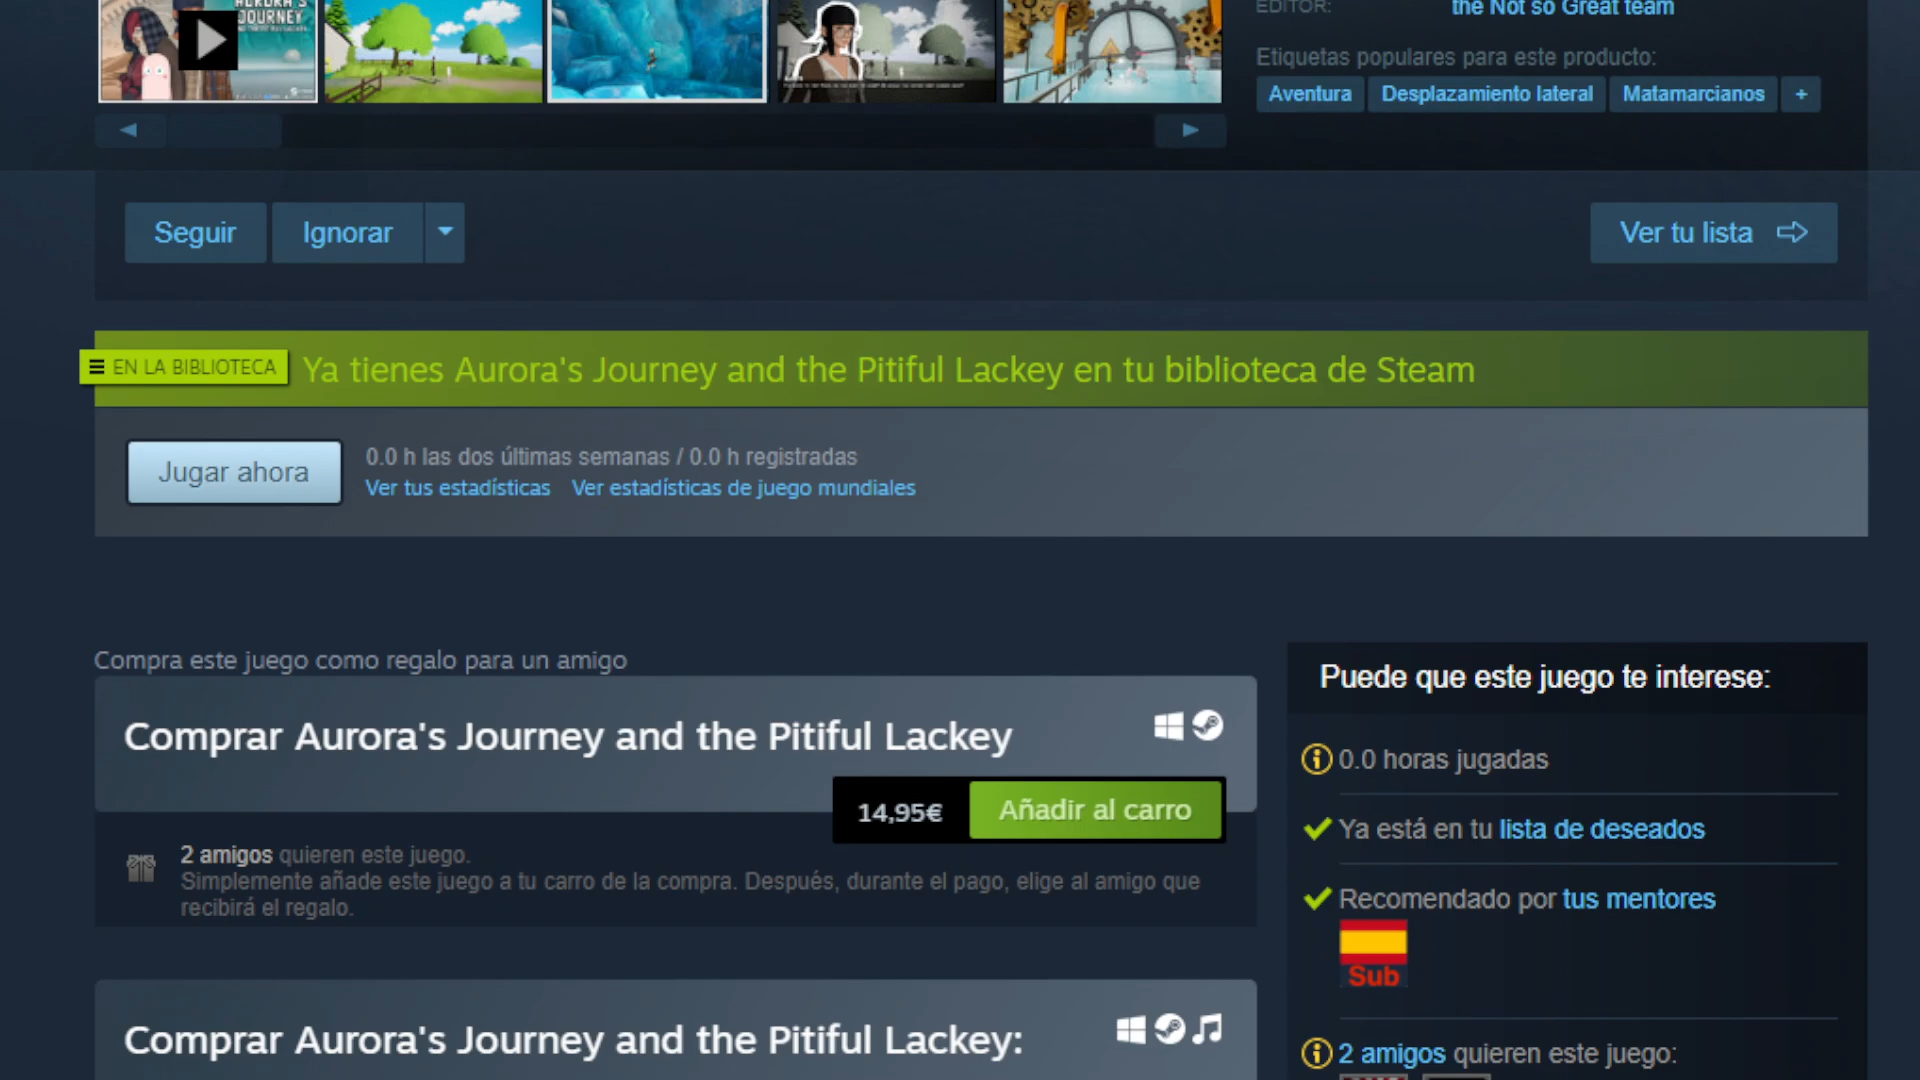 AURORA'S
JOURNEY
EDITOR:
the Not so Great team
Etiquetas populares para este producto:
Aventura
Desplazamiento lateral
Matamarcianos
+
Seguir
Ignorar
Ver tu lista
EN LA BIBLIOTECA
Ya tienes Aurora's Journey and the Pitiful Lackey en tu biblioteca de Steam
Jugar ahora
0.0 h las dos últimas semanas / 0.0 h registradas
Ver tus estadísticas
Ver estadísticas de juego mundiales
Compra este juego como regalo para un amigo
Comprar Aurora's Journey and the Pitiful Lackey
14,95€
Añadir al carro
2 amigos quieren este juego.
Simplemente añade este juego a tu carro de la compra. Después, durante el pago, elige al amigo que
recibirá el regalo.
Comprar Aurora's Journey and the Pitiful Lackey:
Puede que este juego te interese:
0.0 horas jugadas
Ya está en tu lista de deseados
Recomendado por tus mentores
Sub
2 amigos quieren este juego: